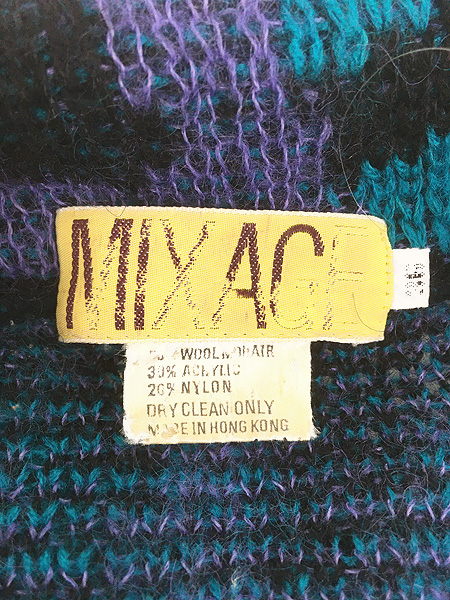 MIXAGE
WOOL MOHAIR
30% ACRYLIC
20% NYLON
DRY CLEAN ONLY
MADE IN HONG KONG